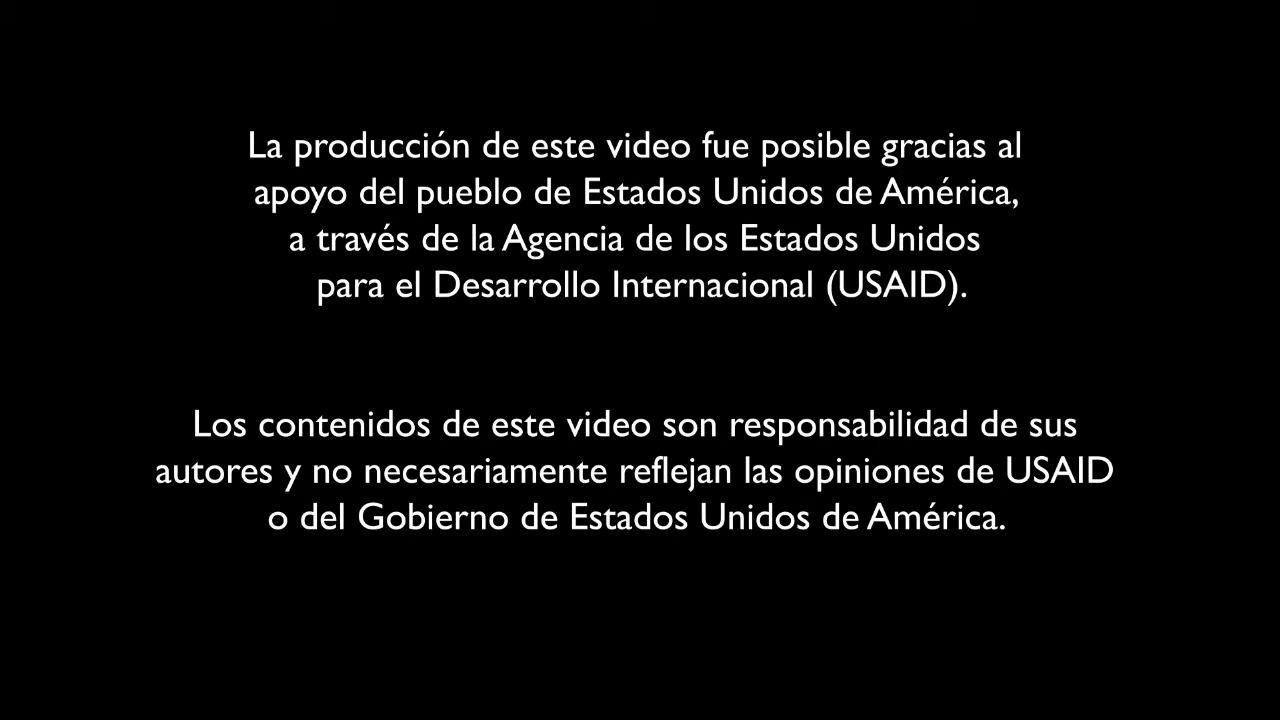 La producción de este video fue posible gracias al
apoyo del pueblo de Estados Unidos de América,
a través de la Agencia de los Estados Unidos
para el Desarrollo Internacional (USAID).
Los contenidos de este video son responsabilidad de sus
autores y no necesariamente reflejan las opiniones de USAID
o del Gobierno de Estados Unidos de América.